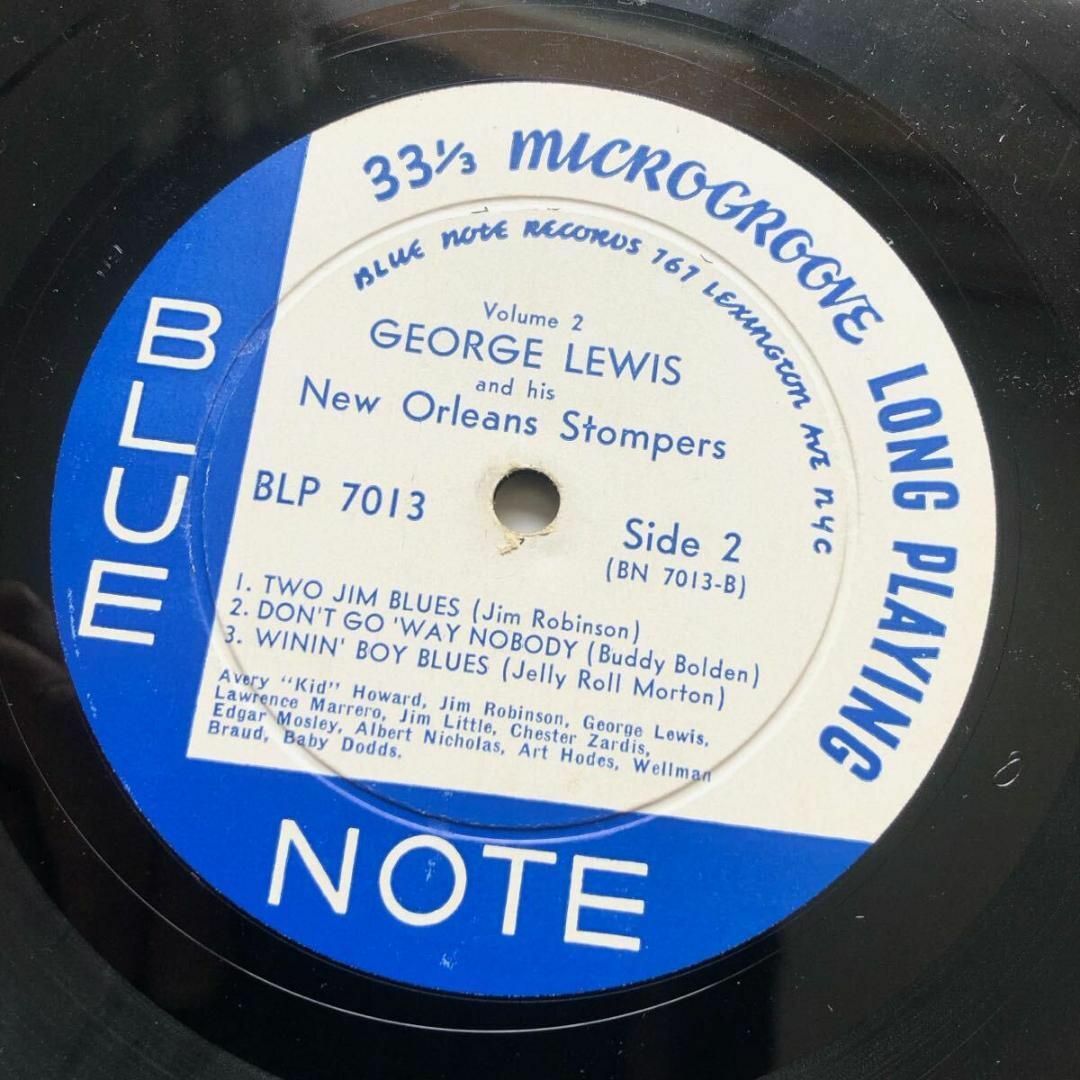 33⅓ MICROGROOVE LONG PLAYING
BLUE NOTE RECORDS 767 LEXINGTON AVE NYC
Volume 2
GEORGE LEWIS
and his
New Orleans Stompers
BLP 7013
Side 2
(BN 7013-B)
1. TWO JIM BLUES (Jim Robinson)
2. DON'T GO 'WAY NOBODY (Buddy Bolden)
3. WININ' BOY BLUES (Jelly Roll Morton)
Avery "Kid" Howard, Jim Robinson, George Lewis,
Lawrence Marrero, Jim Little, Chester Zardis,
Edgar Mosley, Albert Nicholas, Art Hodes, Wellman
Braud, Baby Dodds.
BLUE
NOTE